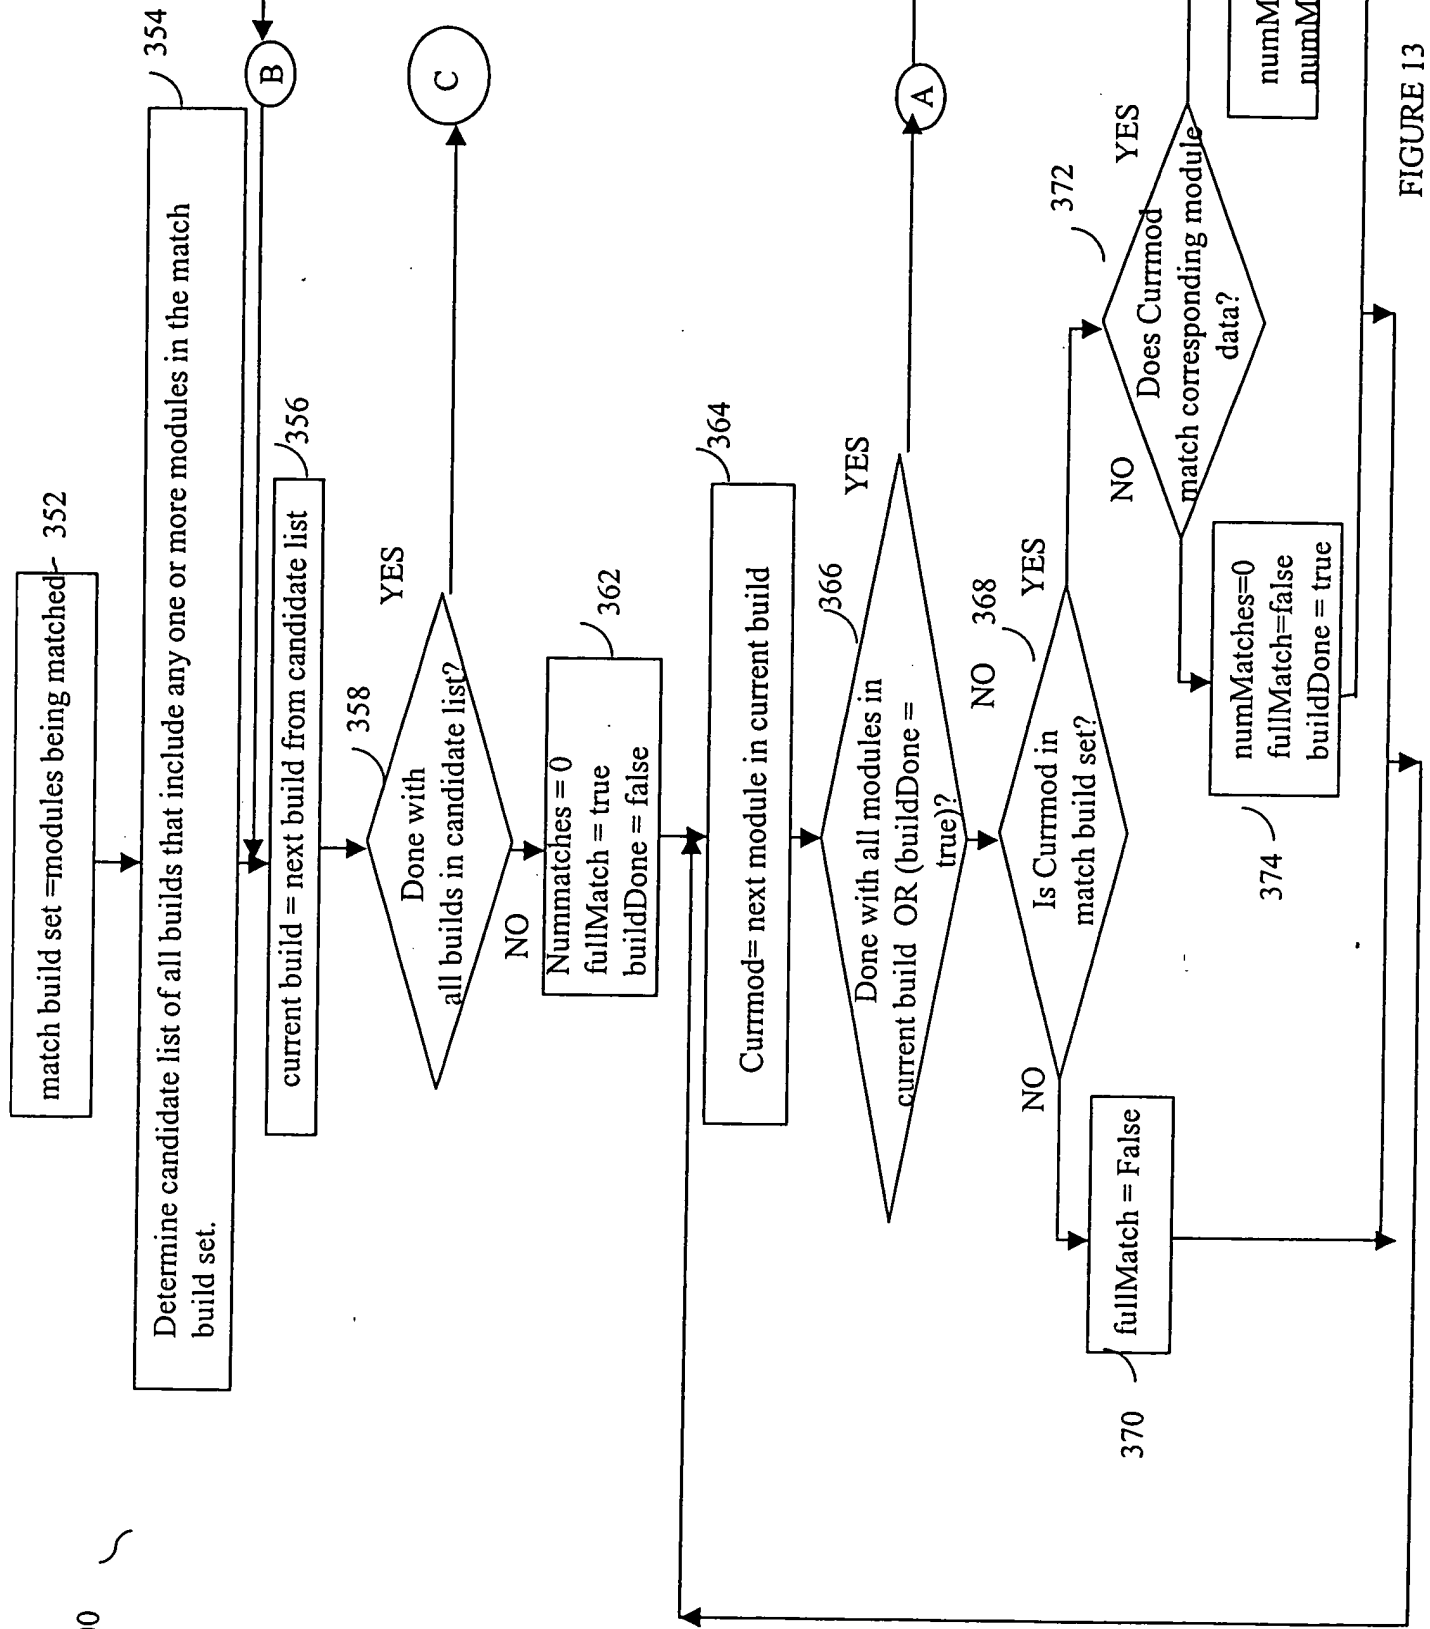 00
match build set =modules being matched
352
354
Determine candidate list of all builds that include any one or more modules in the match
build set.
B
current build = next build from candidate list
356
358
Done with
all builds in candidate list?
YES
C
NO
Nummatches = 0
fullMatch = true
buildDone = false
362
Currmod= next module in current build
364
366
Done with all modules in
current build OR (buildDone =
true)?
YES
A
NO
368
Is Currmod in
match build set?
YES
NO
370
fullMatch = False
372
Does Currmod
match corresponding module
data?
YES
NO
374
numMatches=0
fullMatch=false
buildDone = true
numM
numM
FIGURE 13